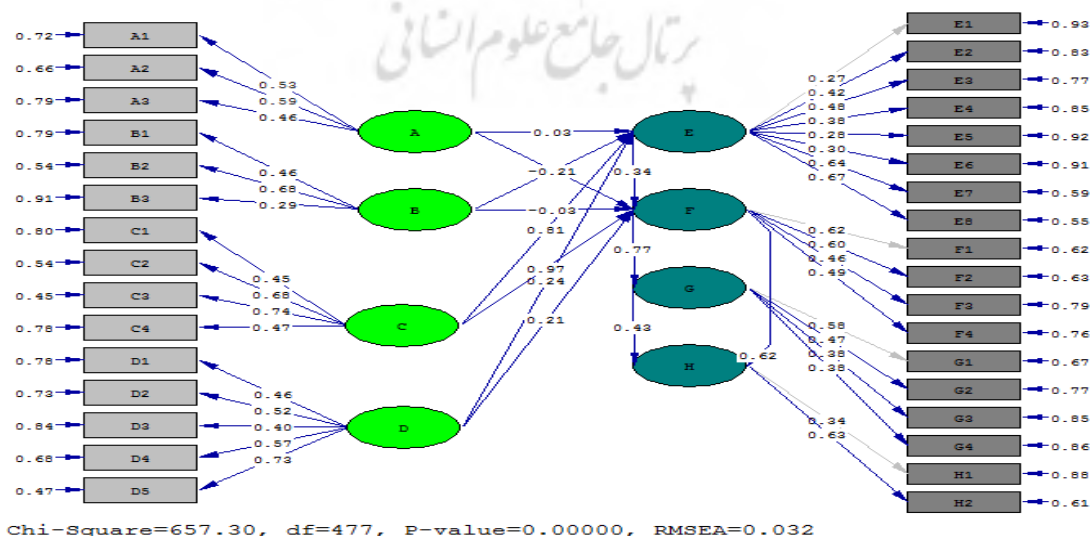 پرتال جامع علوم انسانی
0.72 A1
0.66 A2
0.79 A3
0.79 B1
0.54 B2
0.91 B3
0.80 C1
0.54 C2
0.45 C3
0.78 C4
0.78 D1
0.73 D2
0.84 D3
0.68 D4
0.47 D5
0.53
0.59
0.46
0.46
0.68
0.29
0.45
0.68
0.74
0.47
0.46
0.52
0.40
0.57
0.73
A
B
C
D
0.03
-0.21
-0.03
0.81
0.97
0.24
0.21
E
F
G
H
0.34
0.77
0.43
0.62
0.27
0.42
0.48
0.38
0.28
0.30
0.64
0.67
0.62
0.60
0.46
0.49
0.58
0.47
0.38
0.38
0.34
0.63
E1 0.93
E2 0.83
E3 0.77
E4 0.85
E5 0.92
E6 0.91
E7 0.59
E8 0.55
F1 0.62
F2 0.63
F3 0.79
F4 0.76
G1 0.67
G2 0.77
G3 0.85
G4 0.86
H1 0.88
H2 0.61
Chi-Square=657.30, df=477, P-value=0.00000, RMSEA=0.032